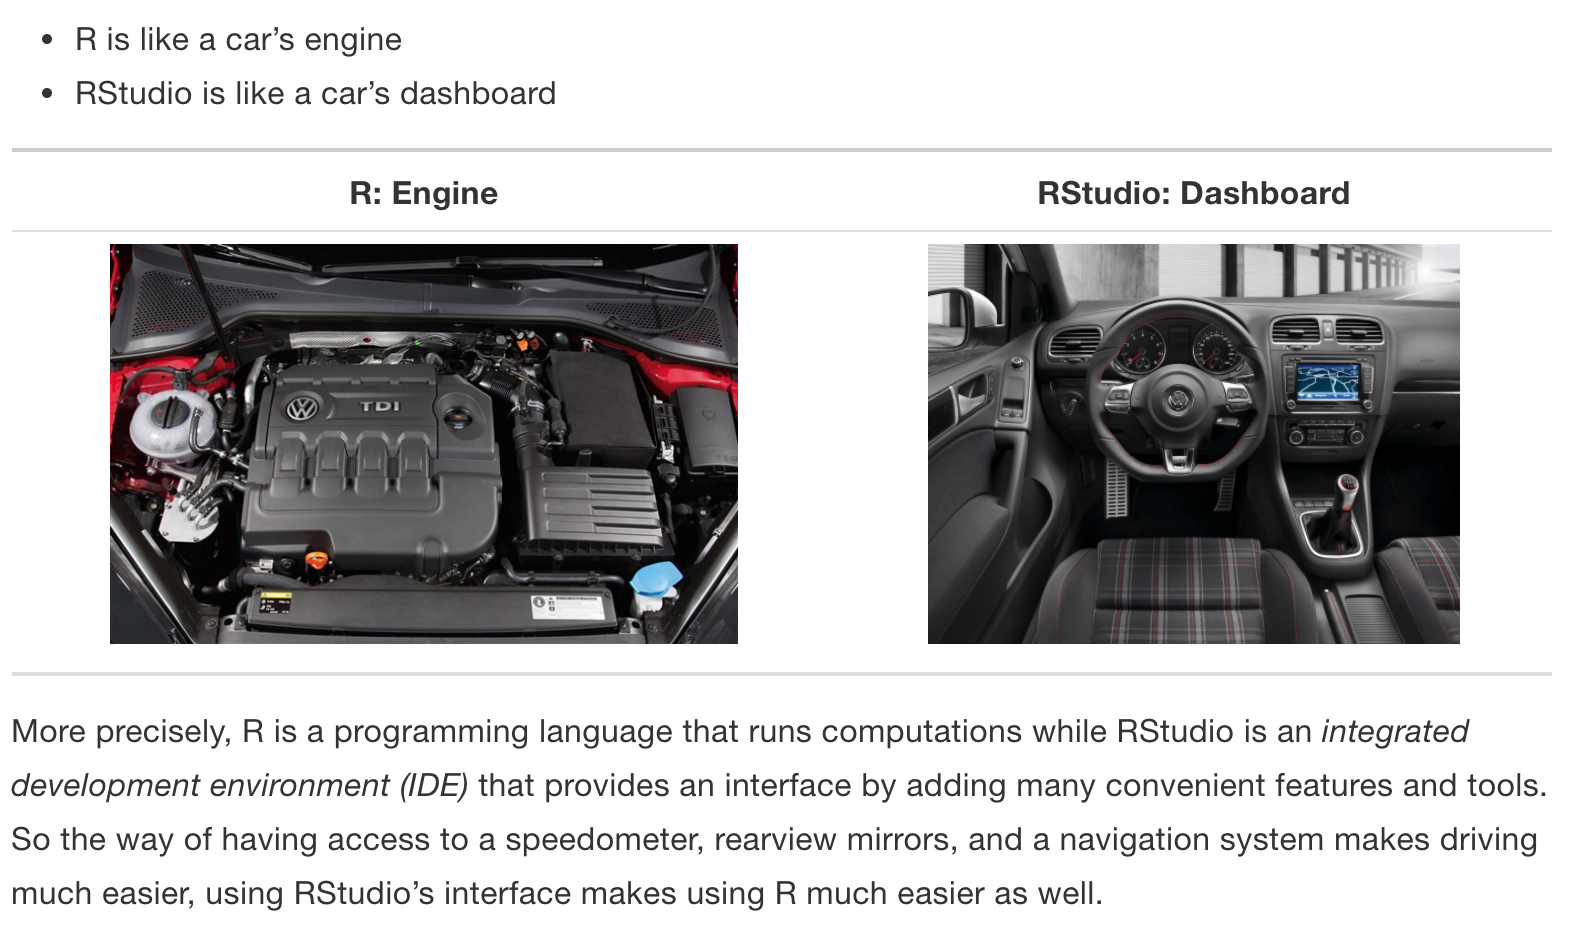 R is like a car’s engine
RStudio is like a car’s dashboard
R: Engine
RStudio: Dashboard
TDI
More precisely, R is a programming language that runs computations while RStudio is an integrated
development environment (IDE) that provides an interface by adding many convenient features and tools.
So the way of having access to a speedometer, rearview mirrors, and a navigation system makes driving
much easier, using RStudio’s interface makes using R much easier as well.